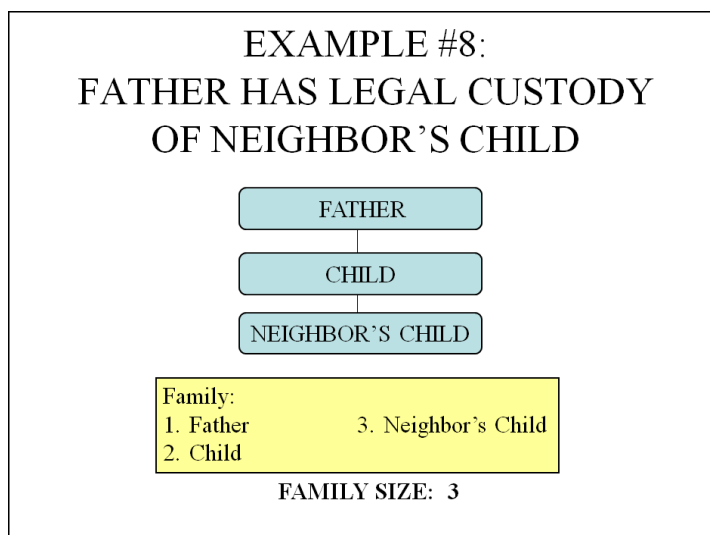 EXAMPLE #8:
FATHER HAS LEGAL CUSTODY
OF NEIGHBOR'S CHILD
FATHER
CHILD
NEIGHBOR'S CHILD
Family:
1. Father
3. Neighbor's Child
2. Child
FAMILY SIZE: 3